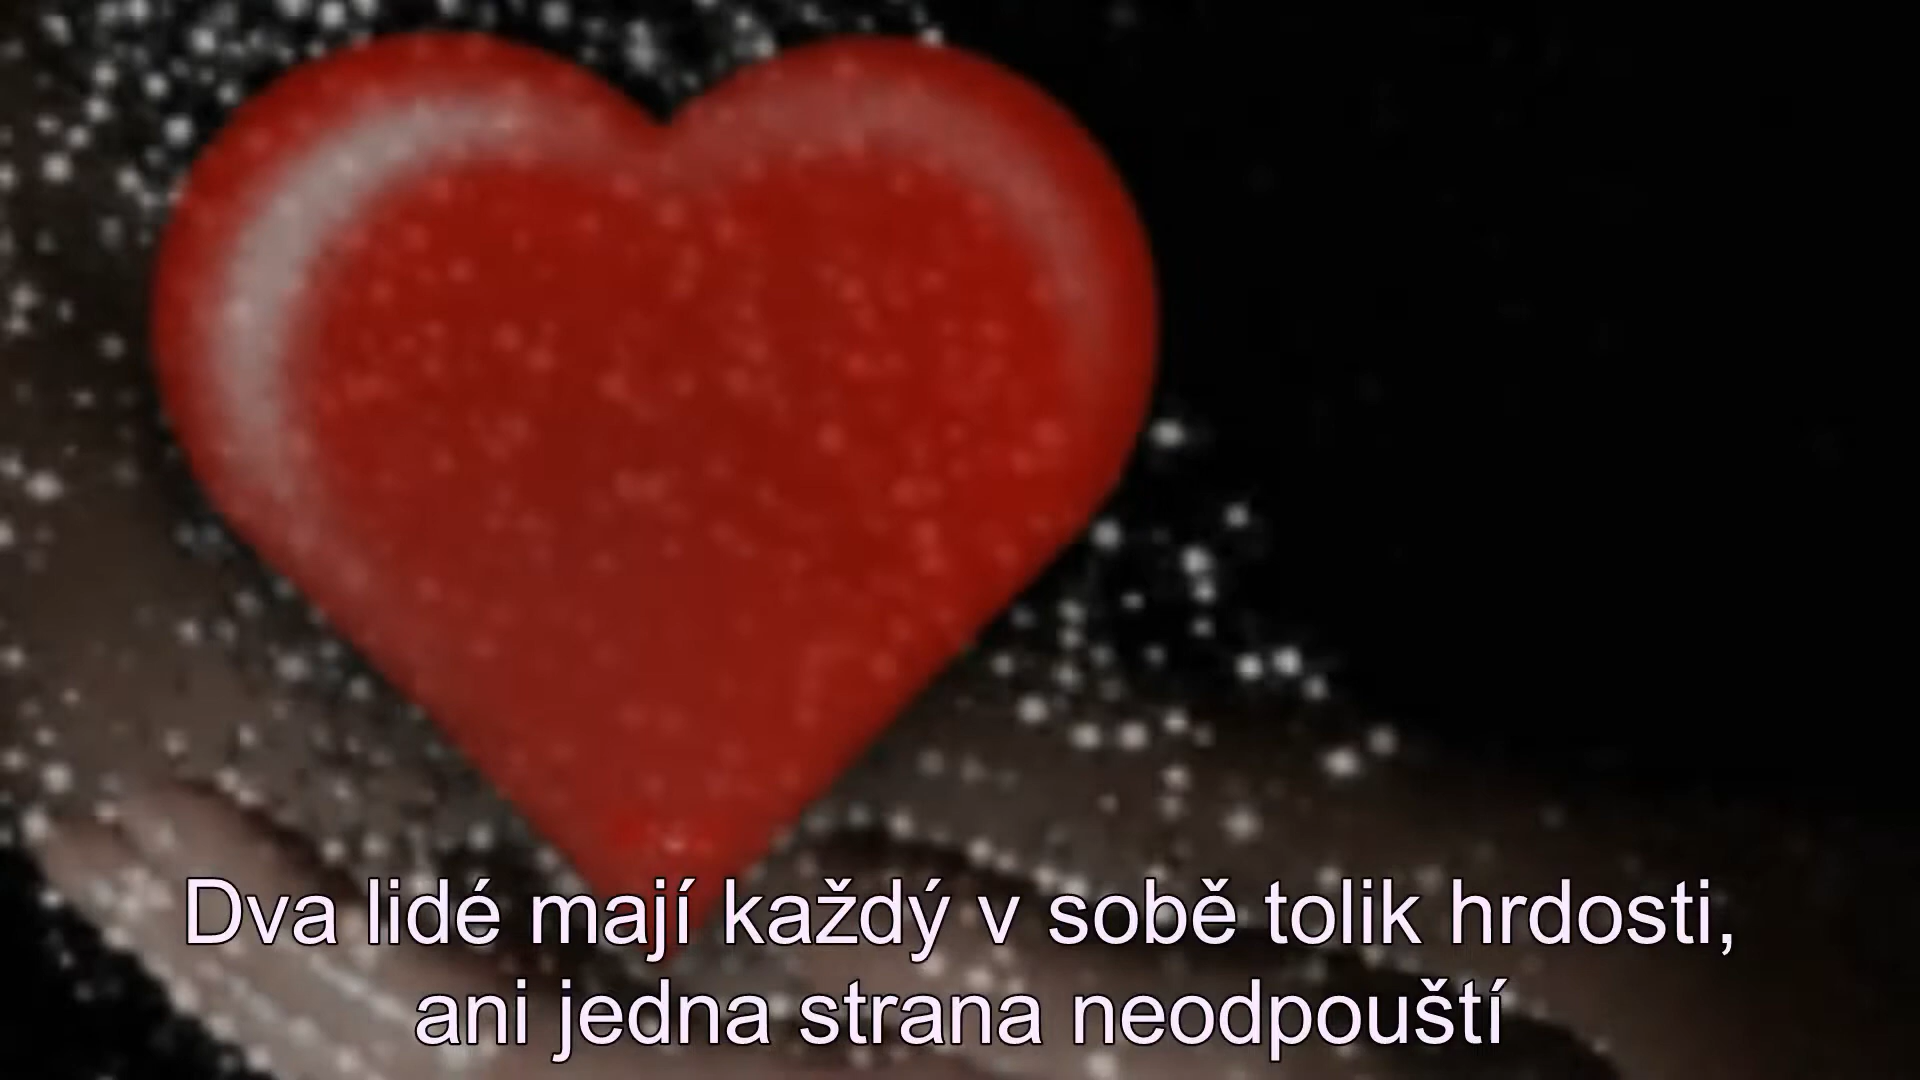 Dva lidé mají každý v sobě tolik hrdosti,
ani jedna strana neodpouští